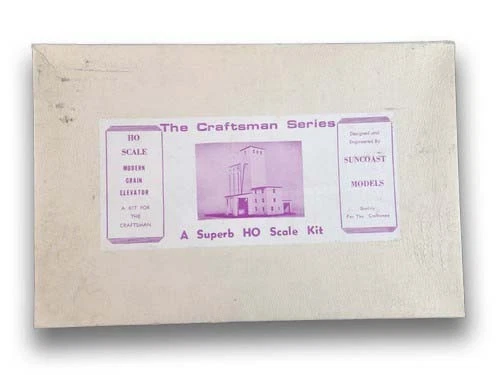 The Craftsman Series
HO
SCALE
MODERN
GRAIN
ELEVATOR
A KIT FOR
THE
CRAFTSMAN
Designed and
Engineered By
SUNCOAST
MODELS
Quality
For The Craftsman
A Superb HO Scale Kit